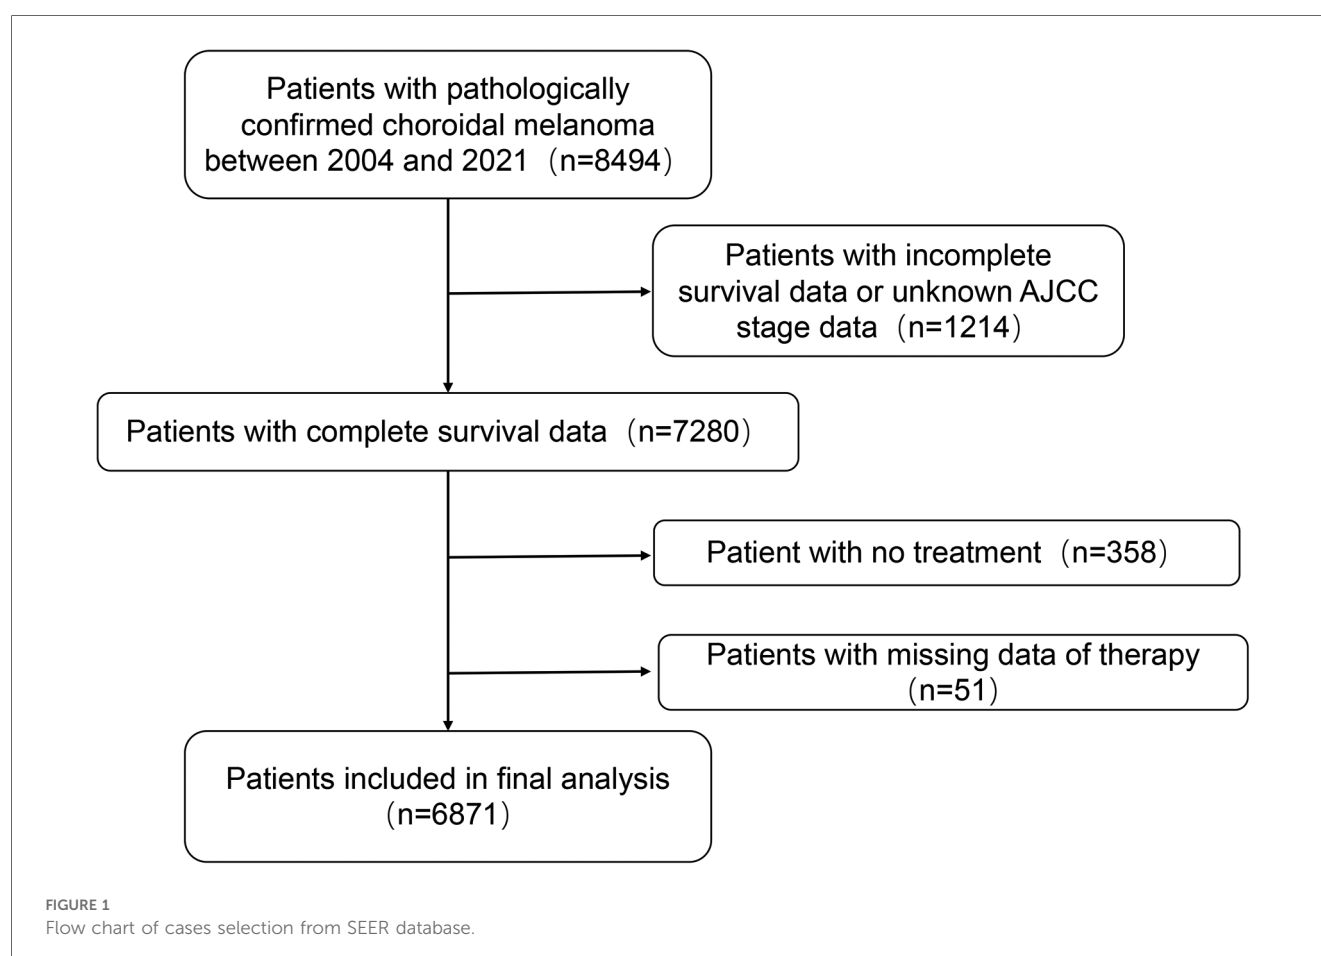 Patients with pathologically
confirmed choroidal melanoma
between 2004 and 2021（n=8494）
Patients with incomplete
survival data or unknown AJCC
stage data（n=1214）
Patients with complete survival data（n=7280）
Patient with no treatment（n=358）
Patients with missing data of therapy
（n=51）
Patients included in final analysis
（n=6871）
FIGURE 1
Flow chart of cases selection from SEER database.